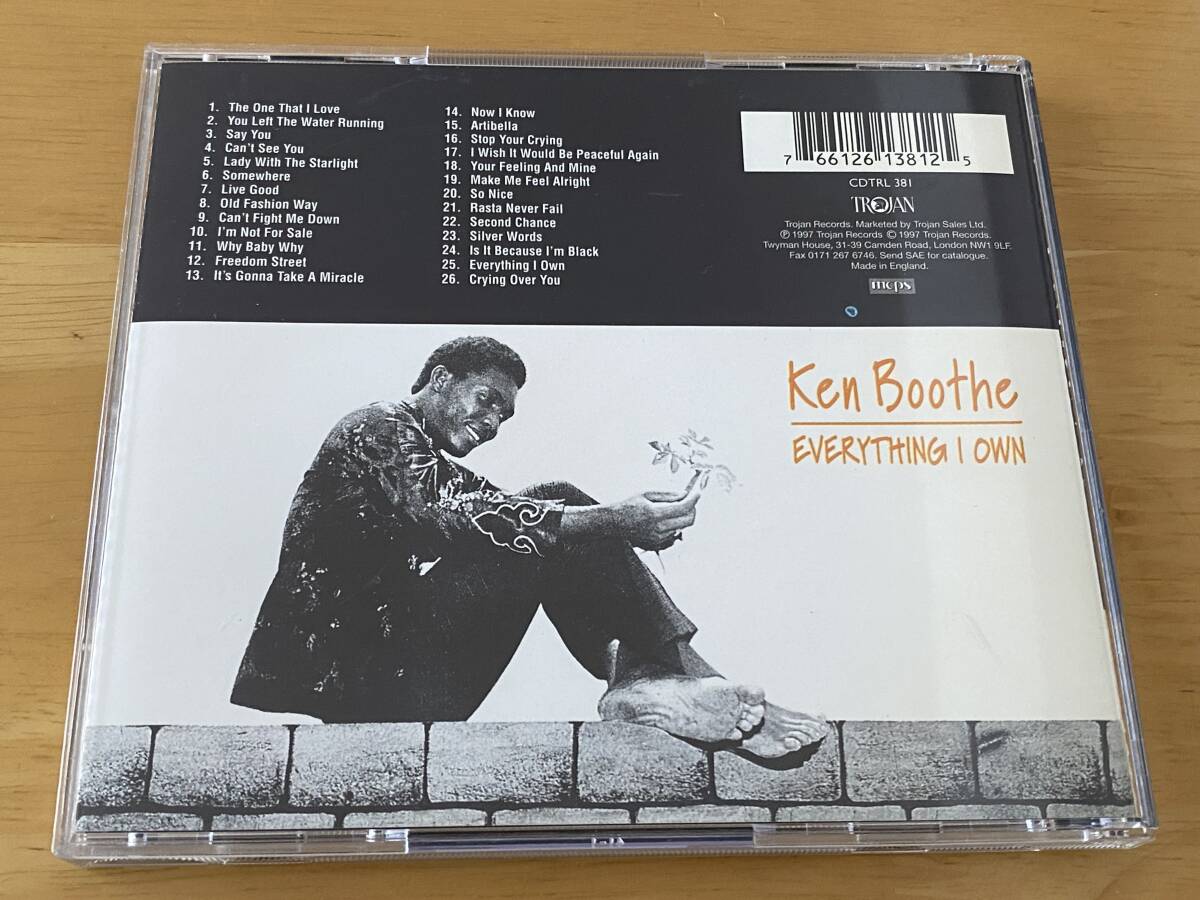 1. The One That I Love
2. You Left The Water Running
3. Say You
4. Can't See You
5. Lady With The Starlight
6. Somewhere
7. Live Good
8. Old Fashion Way
9. Can't Fight Me Down
10. I'm Not For Sale
11. Why Baby Why
12. Freedom Street
13. It's Gonna Take A Miracle
14. Now I Know
15. Artibella
16. Stop Your Crying
17. I Wish It Would Be Peaceful Again
18. Your Feeling And Mine
19. Make Me Feel Alright
20. So Nice
21. Rasta Never Fail
22. Second Chance
23. Silver Words
24. Is It Because I'm Black
25. Everything I Own
26. Crying Over You
7 66126 13812 5
CDTRL 381
TROJAN
Trojan Records. Marketed by Trojan Sales Ltd.
℗ 1997 Trojan Records © 1997 Trojan Records.
Twyman House, 31-39 Camden Road, London NW1 9LF.
Fax 0171 267 6746. Send SAE for catalogue.
Made in England.
mcps
Ken Boothe
EVERYTHING I OWN